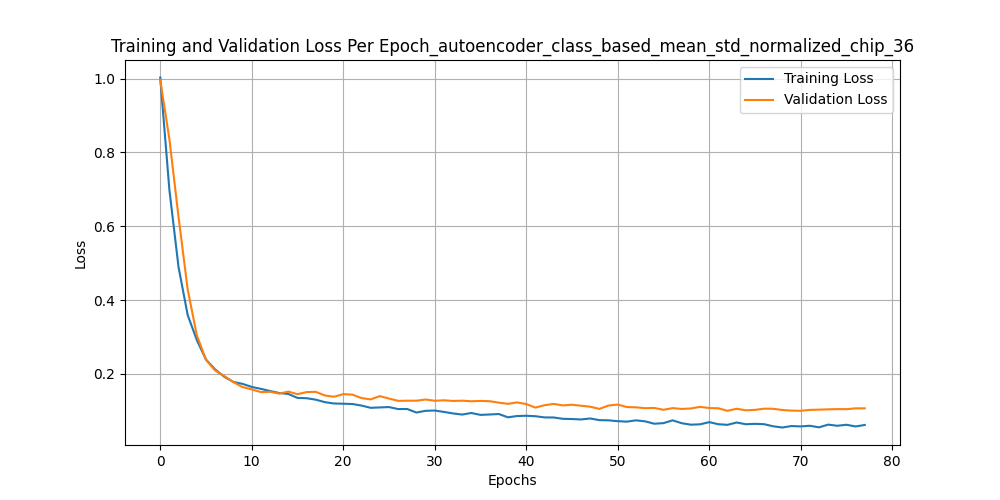 Training and Validation Loss Per Epoch_autoencoder_class_based_mean_std_normalized_chip_36
Training Loss
Validation Loss
1.0
0.8
0.6
0.4
0.2
Loss
0 10 20 30 40 50 60 70 80
Epochs